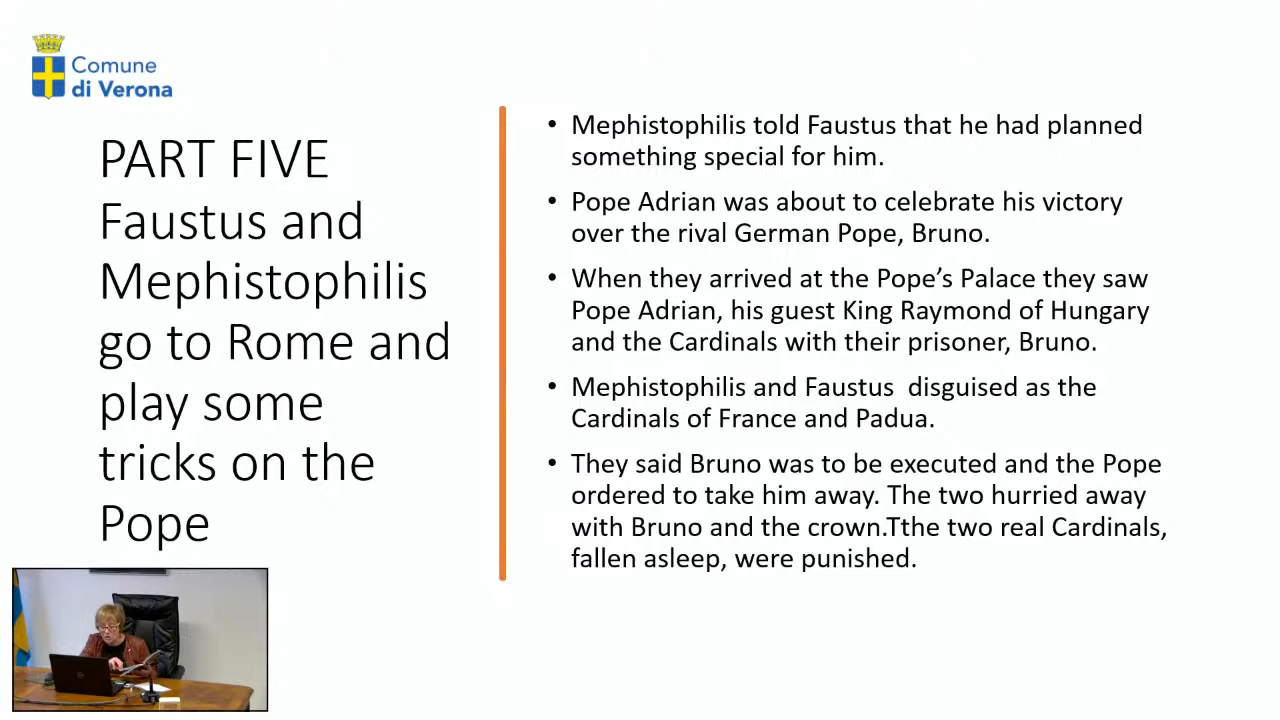 Comune
di Verona
PART FIVE
Faustus and
Mephistophilis
go to Rome and
play some
tricks on the
Pope
• Mephistophilis told Faustus that he had planned
something special for him.
• Pope Adrian was about to celebrate his victory
over the rival German Pope, Bruno.
• When they arrived at the Pope’s Palace they saw
Pope Adrian, his guest King Raymond of Hungary
and the Cardinals with their prisoner, Bruno.
• Mephistophilis and Faustus  disguised as the
Cardinals of France and Padua.
• They said Bruno was to be executed and the Pope
ordered to take him away. The two hurried away
with Bruno and the crown.Tthe two real Cardinals,
fallen asleep, were punished.